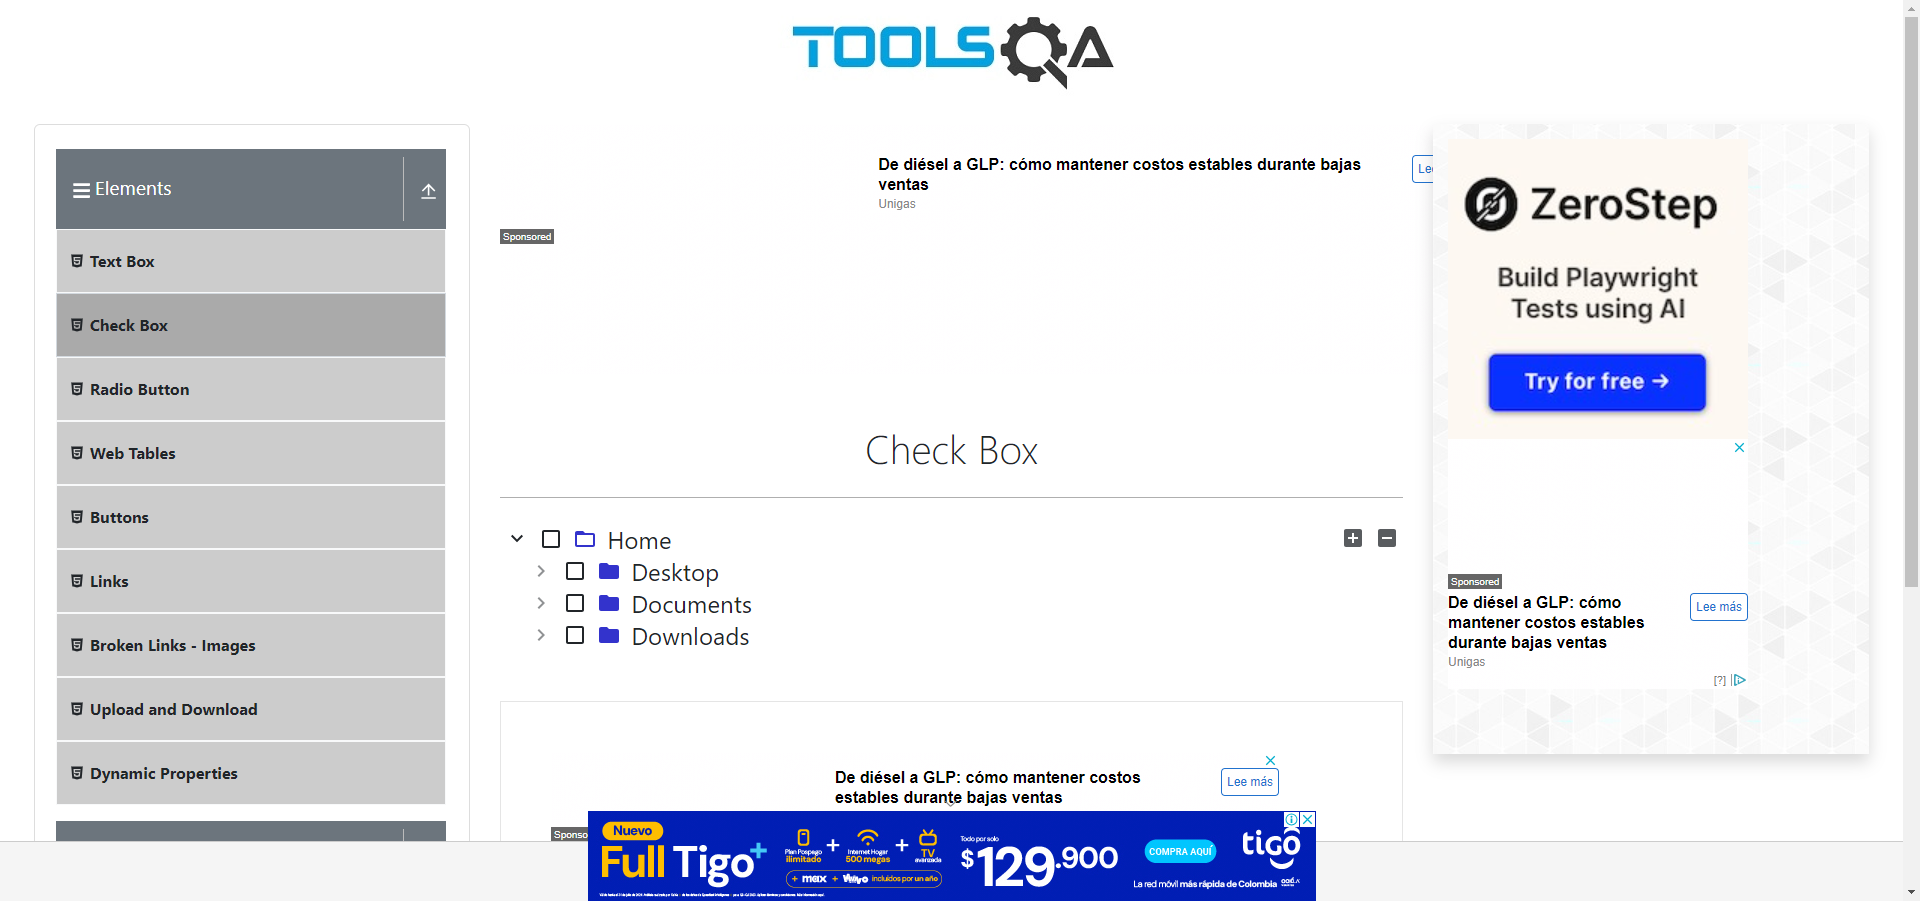 TOOLSQA
Elements
Text Box
Check Box
Radio Button
Web Tables
Buttons
Links
Broken Links - Images
Upload and Download
Dynamic Properties
De diésel a GLP: cómo mantener costos estables durante bajas
ventas
Unigas
Lee
Sponsored
Check Box
Home
Desktop
Documents
Downloads
De diésel a GLP: cómo mantener costos
estables durante bajas ventas
Lee más
Sponso
ZeroStep
Build Playwright
Tests using AI
Try for free →
Sponsored
De diésel a GLP: cómo
mantener costos estables
durante bajas ventas
Lee más
Unigas
[?]
Nuevo
Full Tigo+
Plan Pospago
ilimitado
+
Internet Hogar
500 megas
+
TV
avanzada
+ max + incluidos por un año
Todo por solo
$129.900
COMPRA AQUÍ
tigo
La red móvil más rápida de Colombia